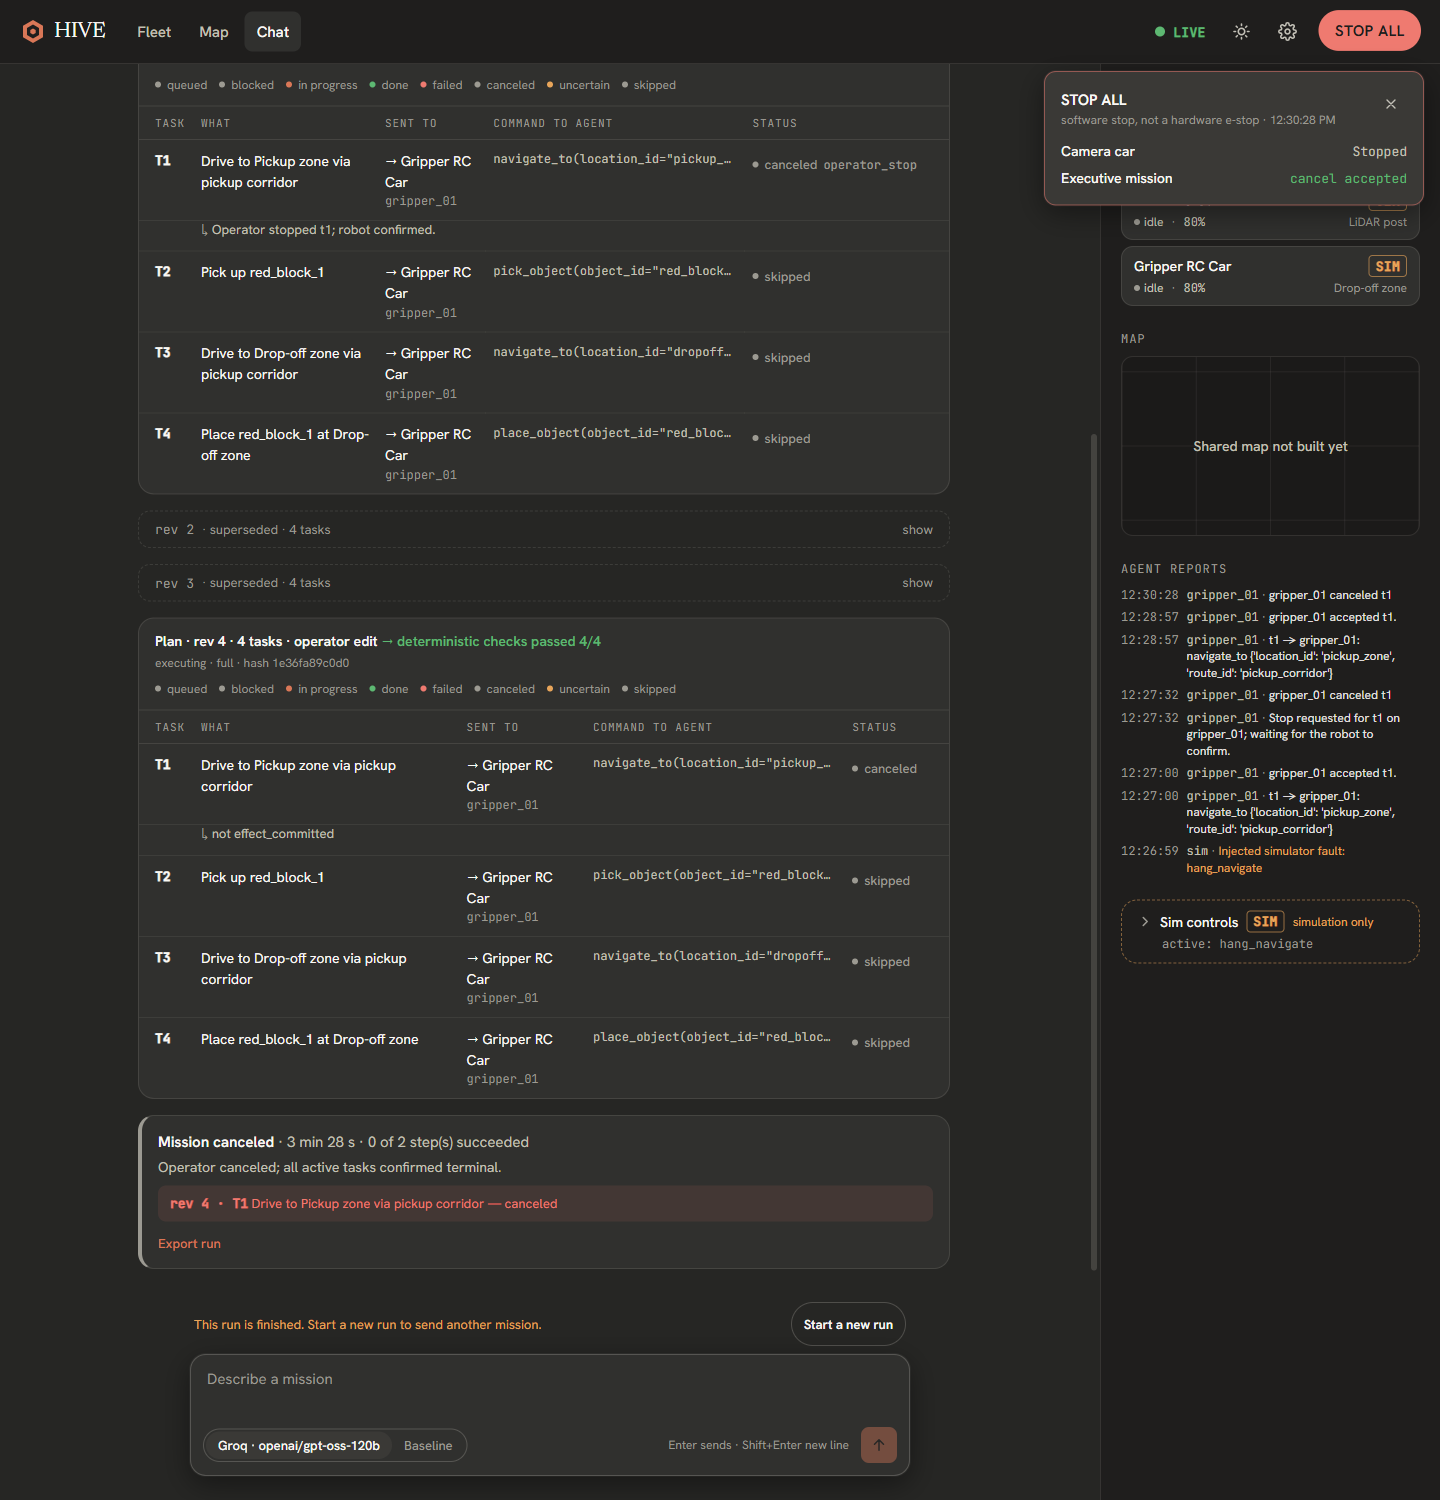 HIVE Fleet Map Chat LIVE STOP ALL
queued blocked in progress done failed canceled uncertain skipped
TASK WHAT SENT TO COMMAND TO AGENT STATUS
T1 Drive to Pickup zone via pickup corridor → Gripper RC Car gripper_01 navigate_to(location_id="pickup_… canceled operator_stop
↳ Operator stopped t1; robot confirmed.
T2 Pick up red_block_1 → Gripper RC Car gripper_01 pick_object(object_id="red_block… skipped
T3 Drive to Drop-off zone via pickup corridor → Gripper RC Car gripper_01 navigate_to(location_id="dropoff… skipped
T4 Place red_block_1 at Drop-off zone → Gripper RC Car gripper_01 place_object(object_id="red_bloc… skipped
rev 2 · superseded · 4 tasks show
rev 3 · superseded · 4 tasks show
Plan · rev 4 · 4 tasks · operator edit → deterministic checks passed 4/4
executing · full · hash 1e36fa89c0d0
queued blocked in progress done failed canceled uncertain skipped
TASK WHAT SENT TO COMMAND TO AGENT STATUS
T1 Drive to Pickup zone via pickup corridor → Gripper RC Car gripper_01 navigate_to(location_id="pickup_… canceled
↳ not effect_committed
T2 Pick up red_block_1 → Gripper RC Car gripper_01 pick_object(object_id="red_block… skipped
T3 Drive to Drop-off zone via pickup corridor → Gripper RC Car gripper_01 navigate_to(location_id="dropoff… skipped
T4 Place red_block_1 at Drop-off zone → Gripper RC Car gripper_01 place_object(object_id="red_bloc… skipped
Mission canceled · 3 min 28 s · 0 of 2 step(s) succeeded
Operator canceled; all active tasks confirmed terminal.
rev 4 · T1 Drive to Pickup zone via pickup corridor — canceled
Export run
This run is finished. Start a new run to send another mission. Start a new run
Describe a mission
Groq · openai/gpt-oss-120b Baseline Enter sends · Shift+Enter new line
STOP ALL
software stop, not a hardware e-stop · 12:30:28 PM
Camera car Stopped
Executive mission cancel accepted
idle · 80% LiDAR post
Gripper RC Car SIM
idle · 80% Drop-off zone
MAP
Shared map not built yet
AGENT REPORTS
12:30:28 gripper_01 · gripper_01 canceled t1
12:28:57 gripper_01 · gripper_01 accepted t1.
12:28:57 gripper_01 · t1 → gripper_01:
navigate_to {'location_id': 'pickup_zone',
'route_id': 'pickup_corridor'}
12:27:32 gripper_01 · gripper_01 canceled t1
12:27:32 gripper_01 · Stop requested for t1 on
gripper_01; waiting for the robot to
confirm.
12:27:00 gripper_01 · gripper_01 accepted t1.
12:27:00 gripper_01 · t1 → gripper_01:
navigate_to {'location_id': 'pickup_zone',
'route_id': 'pickup_corridor'}
12:26:59 sim · Injected simulator fault:
hang_navigate
Sim controls SIM simulation only
active: hang_navigate